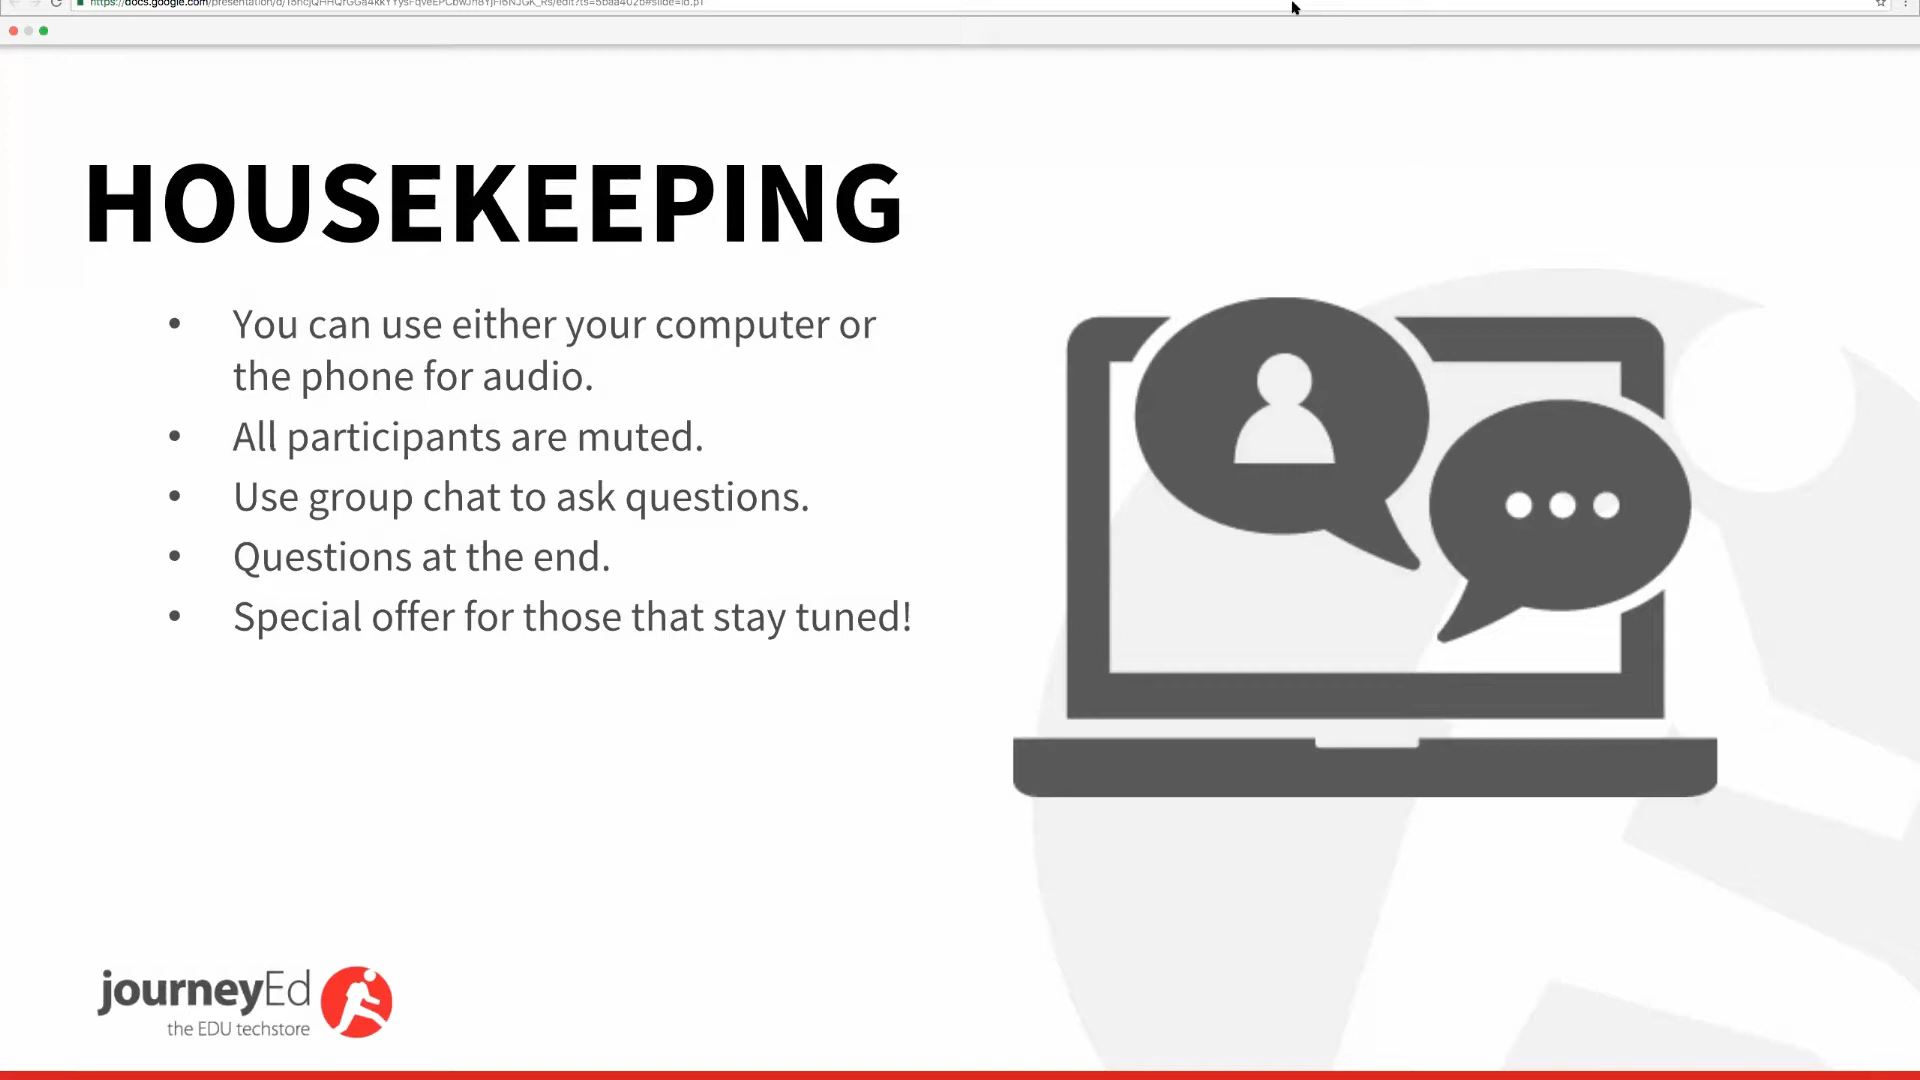 HOUSEKEEPING
• You can use either your computer or
the phone for audio.
• All participants are muted.
• Use group chat to ask questions.
• Questions at the end.
• Special offer for those that stay tuned!
journeyEd
the EDU techstore